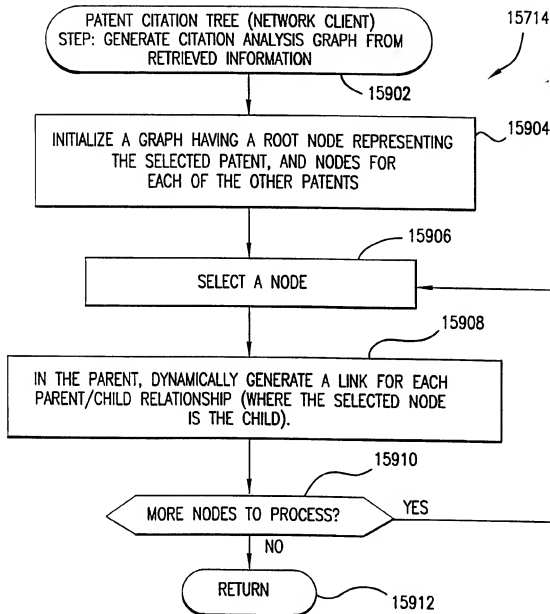 PATENT CITATION TREE (NETWORK CLIENT)
STEP: GENERATE CITATION ANALYSIS GRAPH FROM
RETRIEVED INFORMATION
15714
15902
15904
INITIALIZE A GRAPH HAVING A ROOT NODE REPRESENTING
THE SELECTED PATENT, AND NODES FOR
EACH OF THE OTHER PATENTS
15906
SELECT A NODE
15908
IN THE PARENT, DYNAMICALLY GENERATE A LINK FOR EACH
PARENT/CHILD RELATIONSHIP (WHERE THE SELECTED NODE
IS THE CHILD).
15910
MORE NODES TO PROCESS?
YES
NO
RETURN
15912